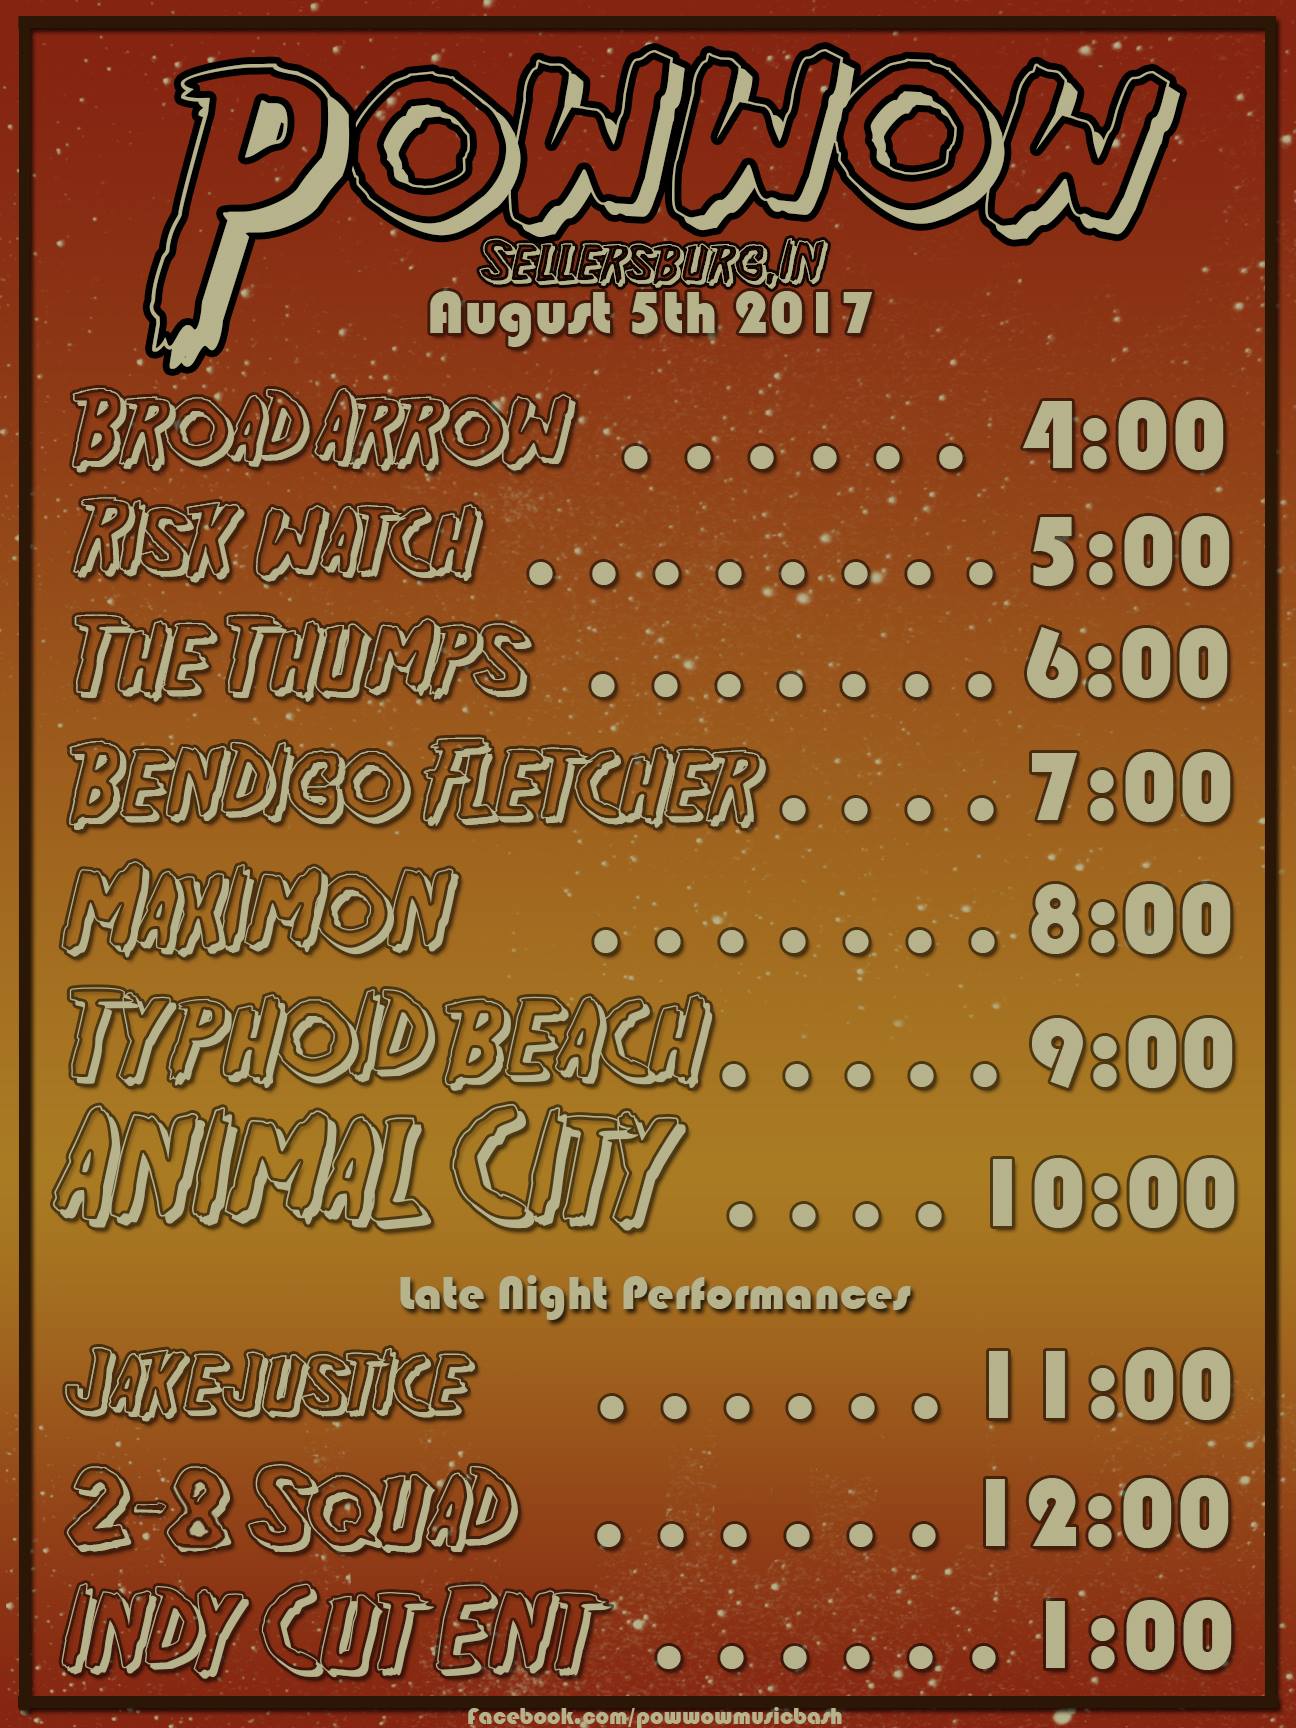 Powwow
Sellersburg, IN
August 5th 2017
Broad Arrow . . . . . . 4:00
Risk Watch . . . . . . . . 5:00
The Thumps . . . . . . . 6:00
Bendigo Fletcher . . . . 7:00
Maximon . . . . . . . 8:00
Typhoid Beach . . . . . 9:00
Animal City . . . . 10:00
Late Night Performances
Jake Justice . . . . . . 11:00
2-8 Squad . . . . . . 12:00
Indy Cut Ent . . . . . . 1:00
Facebook.com/powwowmusicbash